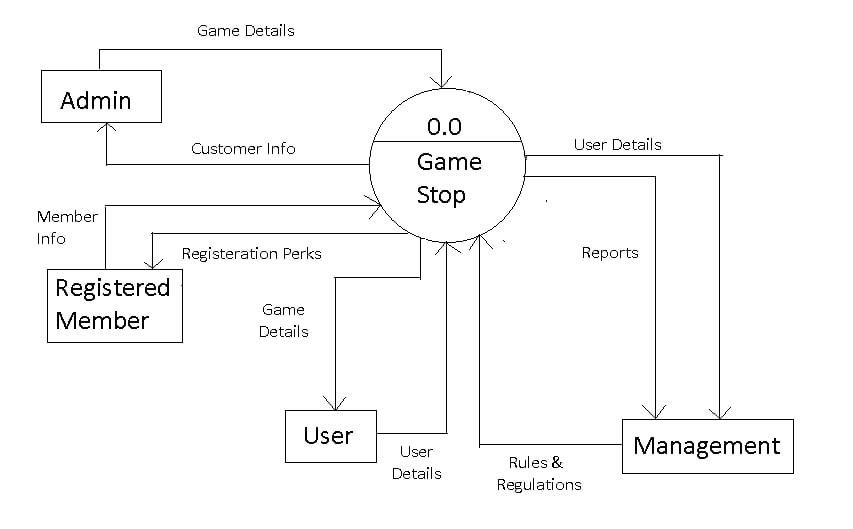 Game Details
Admin
0.0
Game
Stop
Customer Info
User Details
Member
Info
Registeration Perks
Reports
Registered
Member
Game
Details
User
User
Details
Management
Rules &
Regulations